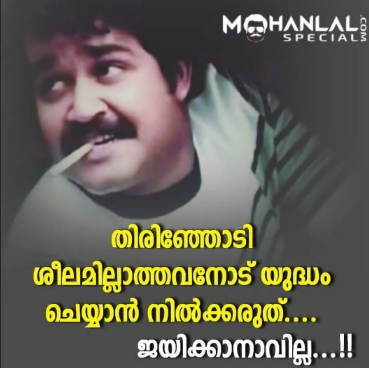 MOHANLAL
SPECIAL.COM
തിരിഞ്ഞോടി
ശീലമില്ലാത്തവനോട് യുദ്ധം
ചെയ്യാൻ നിൽക്കരുത്....
ജയിക്കാനാവില്ല...!!